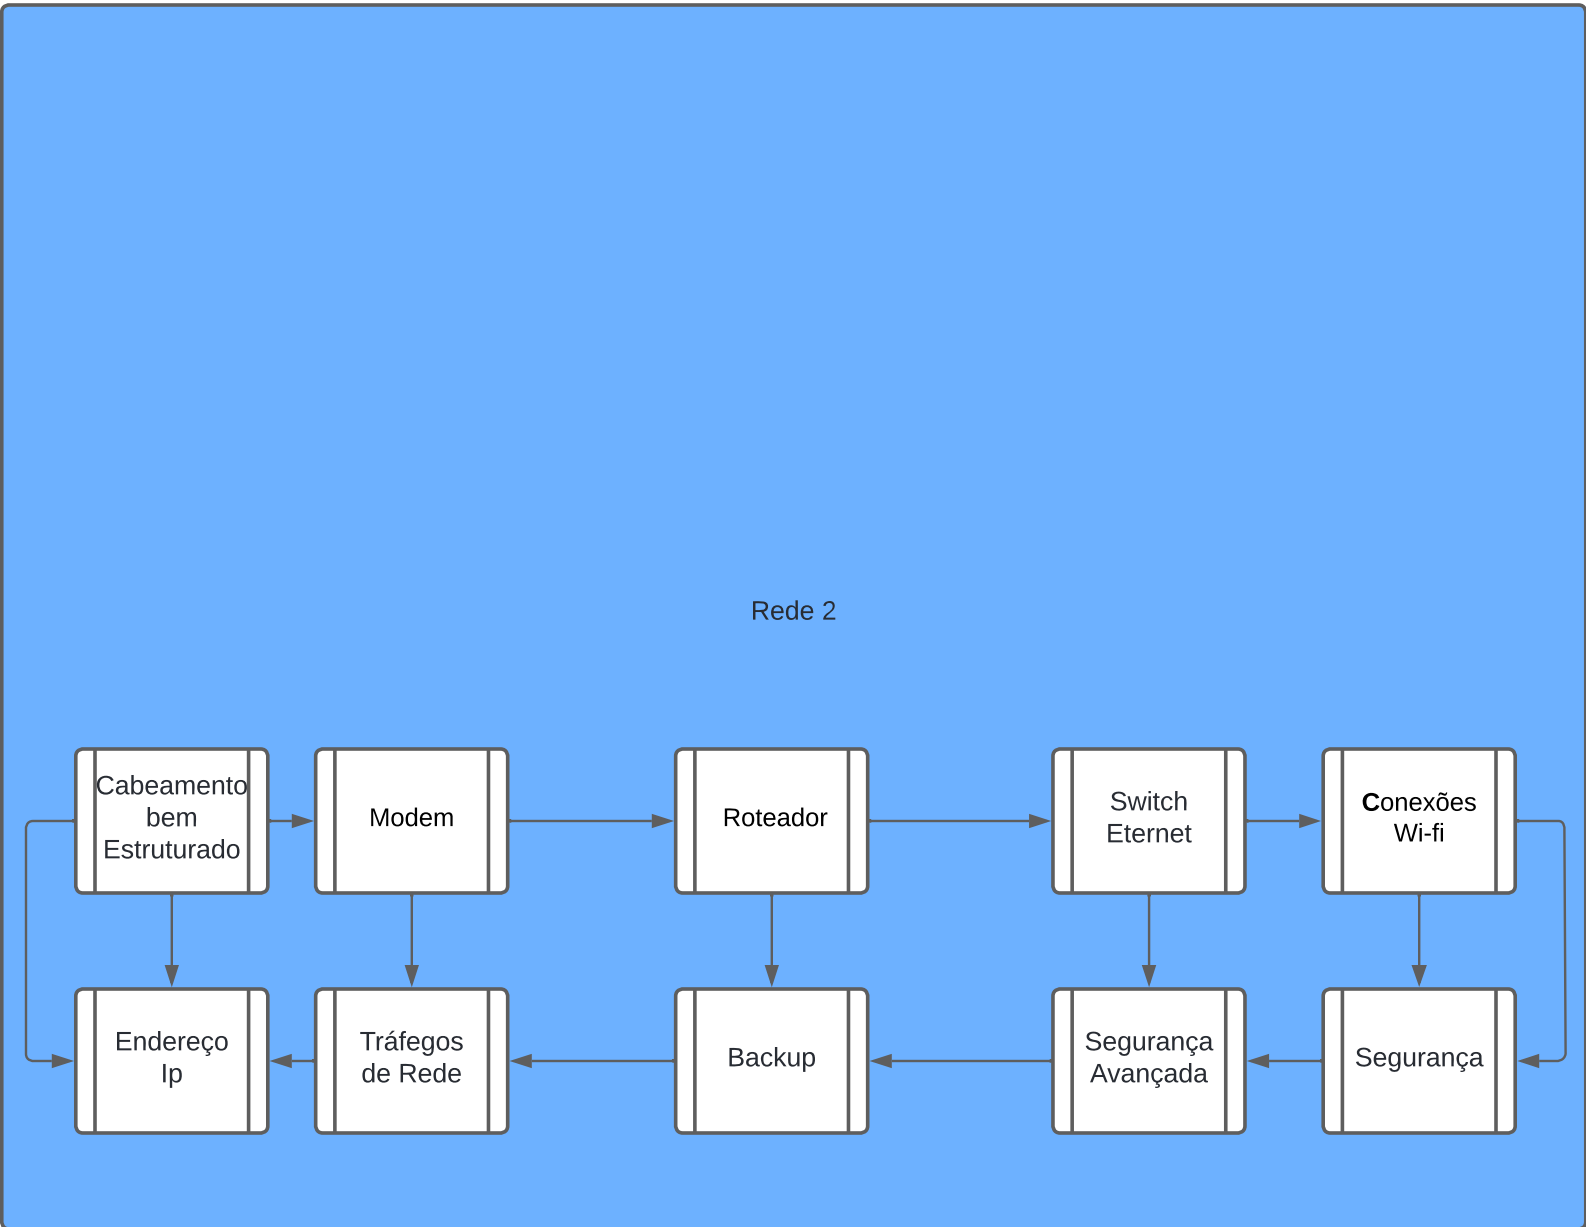 Rede 2
Cabeamento
bem
Estruturado
Modem
Roteador
Switch
Eternet
Conexões
Wi-fi
Endereço
Ip
Tráfegos
de Rede
Backup
Segurança
Avançada
Segurança